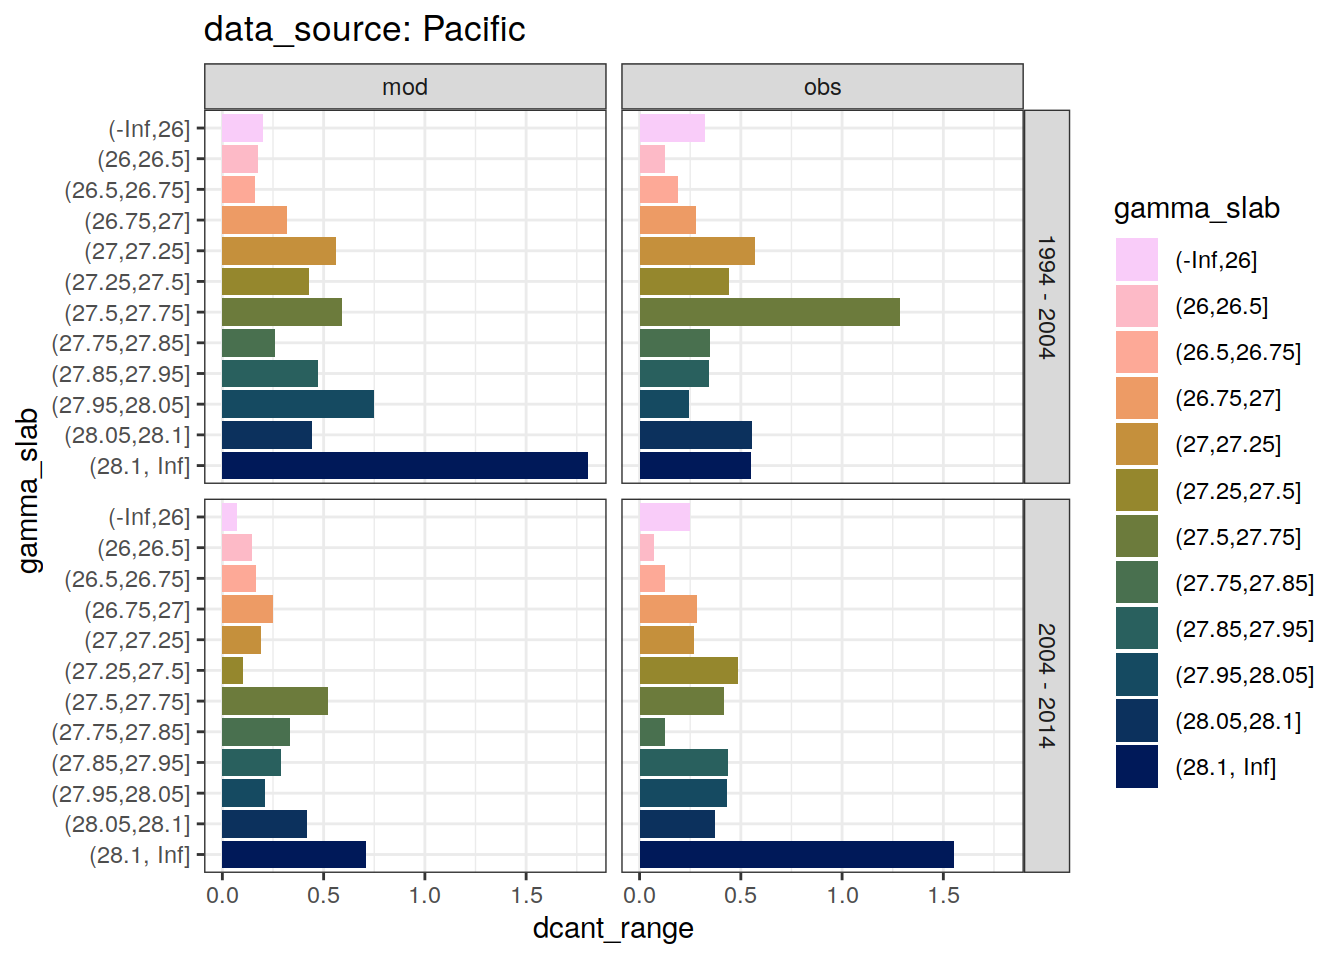 data_source: Pacific
mod
obs
(-Inf,26]
(26,26.5]
(26.5,26.75]
(26.75,27]
(27,27.25]
(27.25,27.5]
(27.5,27.75]
(27.75,27.85]
(27.85,27.95]
(27.95,28.05]
(28.05,28.1]
(28.1, Inf]
1994 - 2004
(-Inf,26]
(26,26.5]
(26.5,26.75]
(26.75,27]
(27,27.25]
(27.25,27.5]
(27.5,27.75]
(27.75,27.85]
(27.85,27.95]
(27.95,28.05]
(28.05,28.1]
(28.1, Inf]
2004 - 2014
gamma_slab
0.0 0.5 1.0 1.5
0.0 0.5 1.0 1.5
dcant_range
gamma_slab
(-Inf,26]
(26,26.5]
(26.5,26.75]
(26.75,27]
(27,27.25]
(27.25,27.5]
(27.5,27.75]
(27.75,27.85]
(27.85,27.95]
(27.95,28.05]
(28.05,28.1]
(28.1, Inf]